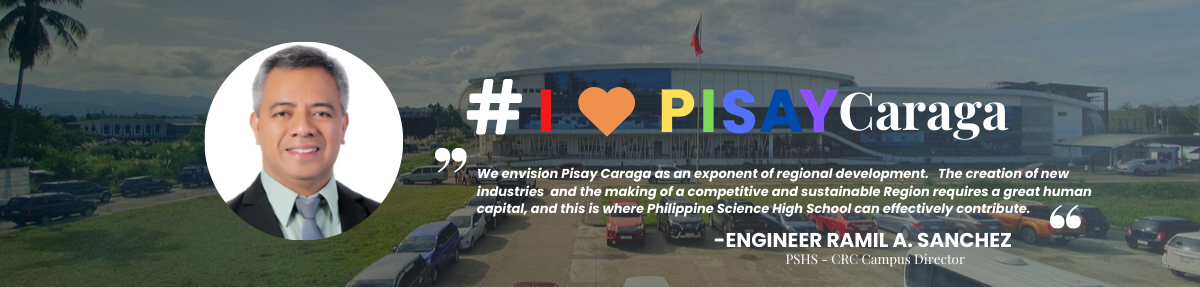 # I ❤ PISAYCaraga
” We envision Pisay Caraga as an exponent of regional development. The creation of new
industries and the making of a competitive and sustainable Region requires a great human
capital, and this is where Philippine Science High School can effectively contribute. “
-ENGINEER RAMIL A. SANCHEZ
PSHS - CRC Campus Director